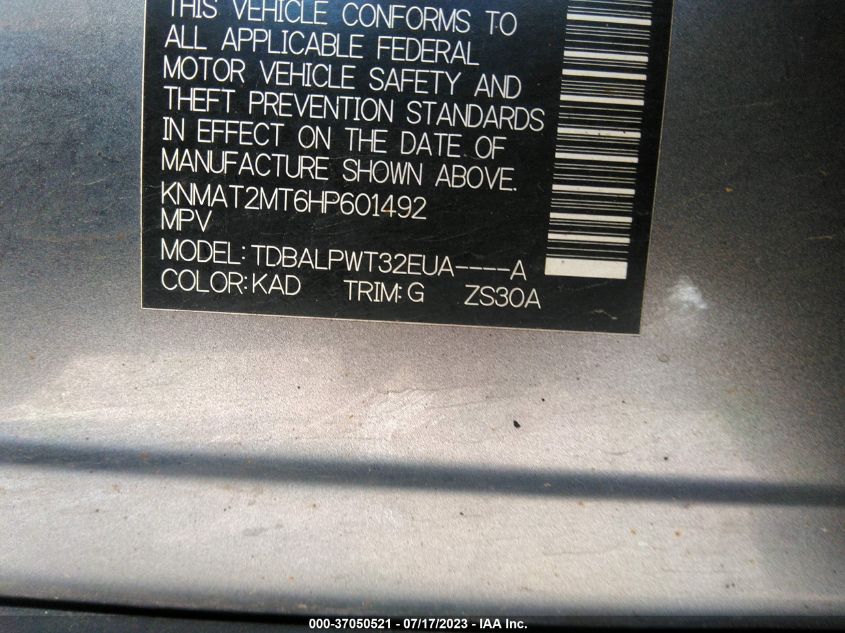 THIS VEHICLE CONFORMS TO
ALL APPLICABLE FEDERAL
MOTOR VEHICLE SAFETY AND
THEFT PREVENTION STANDARDS
IN EFFECT ON THE DATE OF
MANUFACTURE SHOWN ABOVE.
KNMAT2MT6HP601492
MPV
MODEL: TDBALPWT32EUA----A
COLOR: KAD TRIM: G ZS30A
000-37050521 - 07/17/2023 - IAA Inc.